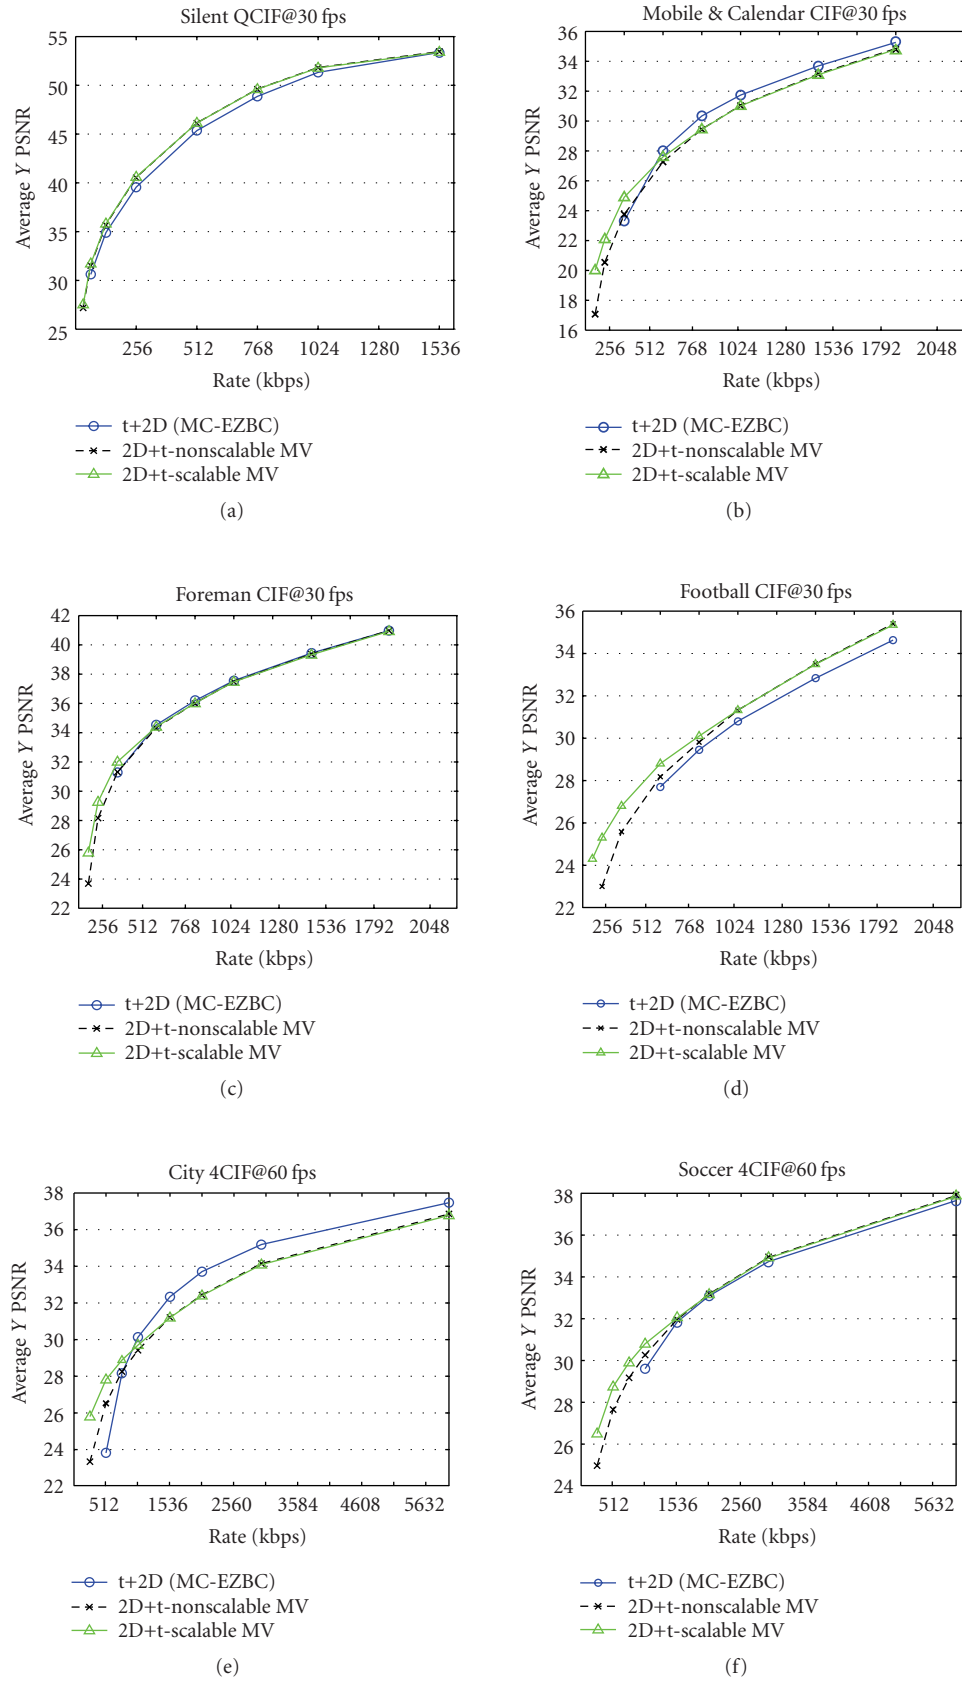 Silent QCIF@30 fps
55
50
45
40
35
30
25
Average Y PSNR
256 512 768 1024 1280 1536
Rate (kbps)
t+2D (MC-EZBC)
2D+t-nonscalable MV
2D+t-scalable MV
(a)
Mobile & Calendar CIF@30 fps
36
34
32
30
28
26
24
22
20
18
16
Average Y PSNR
256 512 768 1024 1280 1536 1792 2048
Rate (kbps)
t+2D (MC-EZBC)
2D+t-nonscalable MV
2D+t-scalable MV
(b)
Foreman CIF@30 fps
42
40
38
36
34
32
30
28
26
24
22
Average Y PSNR
256 512 768 1024 1280 1536 1792 2048
Rate (kbps)
t+2D (MC-EZBC)
2D+t-nonscalable MV
2D+t-scalable MV
(c)
Football CIF@30 fps
36
34
32
30
28
26
24
22
Average Y PSNR
256 512 768 1024 1280 1536 1792 2048
Rate (kbps)
t+2D (MC-EZBC)
2D+t-nonscalable MV
2D+t-scalable MV
(d)
City 4CIF@60 fps
38
36
34
32
30
28
26
24
22
Average Y PSNR
512 1536 2560 3584 4608 5632
Rate (kbps)
t+2D (MC-EZBC)
2D+t-nonscalable MV
2D+t-scalable MV
(e)
Soccer 4CIF@60 fps
38
36
34
32
30
28
26
24
Average Y PSNR
512 1536 2560 3584 4608 5632
Rate (kbps)
t+2D (MC-EZBC)
2D+t-nonscalable MV
2D+t-scalable MV
(f)